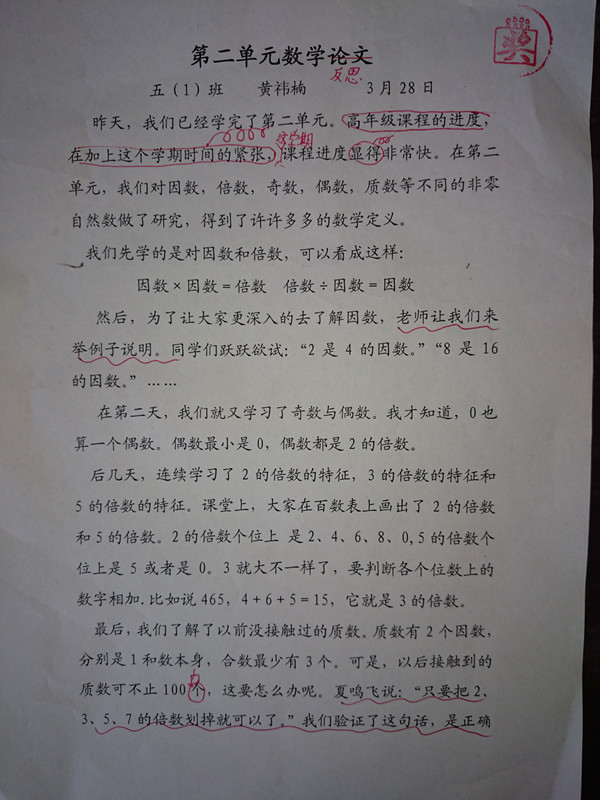 奖
第二单元数学论文
反思
五（1）班 黄祎楠 3月28日
昨天，我们已经学完了第二单元。高年级课程的进度，
学期
在加上这个学期时间的紧张，课程进度显得非常快。在第二
单元，我们对因数，倍数，奇数，偶数，质数等不同的非零
自然数做了研究，得到了许许多多的数学定义。
我们先学的是对因数和倍数，可以看成这样：
因数×因数=倍数 倍数÷因数=因数
然后，为了让大家更深入的去了解因数，老师让我们来
举例子说明。同学们跃跃欲试：“2 是 4 的因数。”“8 是 16
的因数。”……
在第二天，我们就又学习了奇数与偶数。我才知道，0也
算一个偶数。偶数最小是0，偶数都是2的倍数。
后几天，连续学习了2的倍数的特征，3的倍数的特征和
5的倍数的特征。课堂上，大家在百数表上画出了 2 的倍数
和5的倍数。2的倍数个位上 是 2、4、6、8、0,5 的倍数个
位上是 5 或者是 0。3 就大不一样了，要判断各个位数上的
数字相加.比如说465，4+6+5=15，它就是3的倍数。
最后，我们了解了以前没接触过的质数。质数有2个因数，
分别是1和数本身，合数最少有3个。可是，以后接触到的
质数可不止100个，这要怎么办呢。夏鸣飞说：“只要把2、
3、5、7的倍数划掉就可以了。”我们验证了这句话，是正确